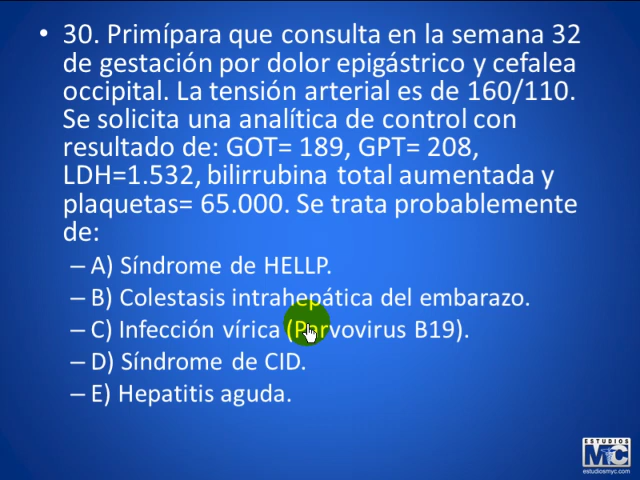 • 30. Primípara que consulta en la semana 32
de gestación por dolor epigástrico y cefalea
occipital. La tensión arterial es de 160/110.
Se solicita una analítica de control con
resultado de: GOT= 189, GPT= 208,
LDH=1.532, bilirrubina total aumentada y
plaquetas= 65.000. Se trata probablemente
de:
– A) Síndrome de HELLP.
– B) Colestasis intrahepática del embarazo.
– C) Infección vírica (Parvovirus B19).
– D) Síndrome de CID.
– E) Hepatitis aguda.
ESTUDIOS
MyC
estudiosmyc.com